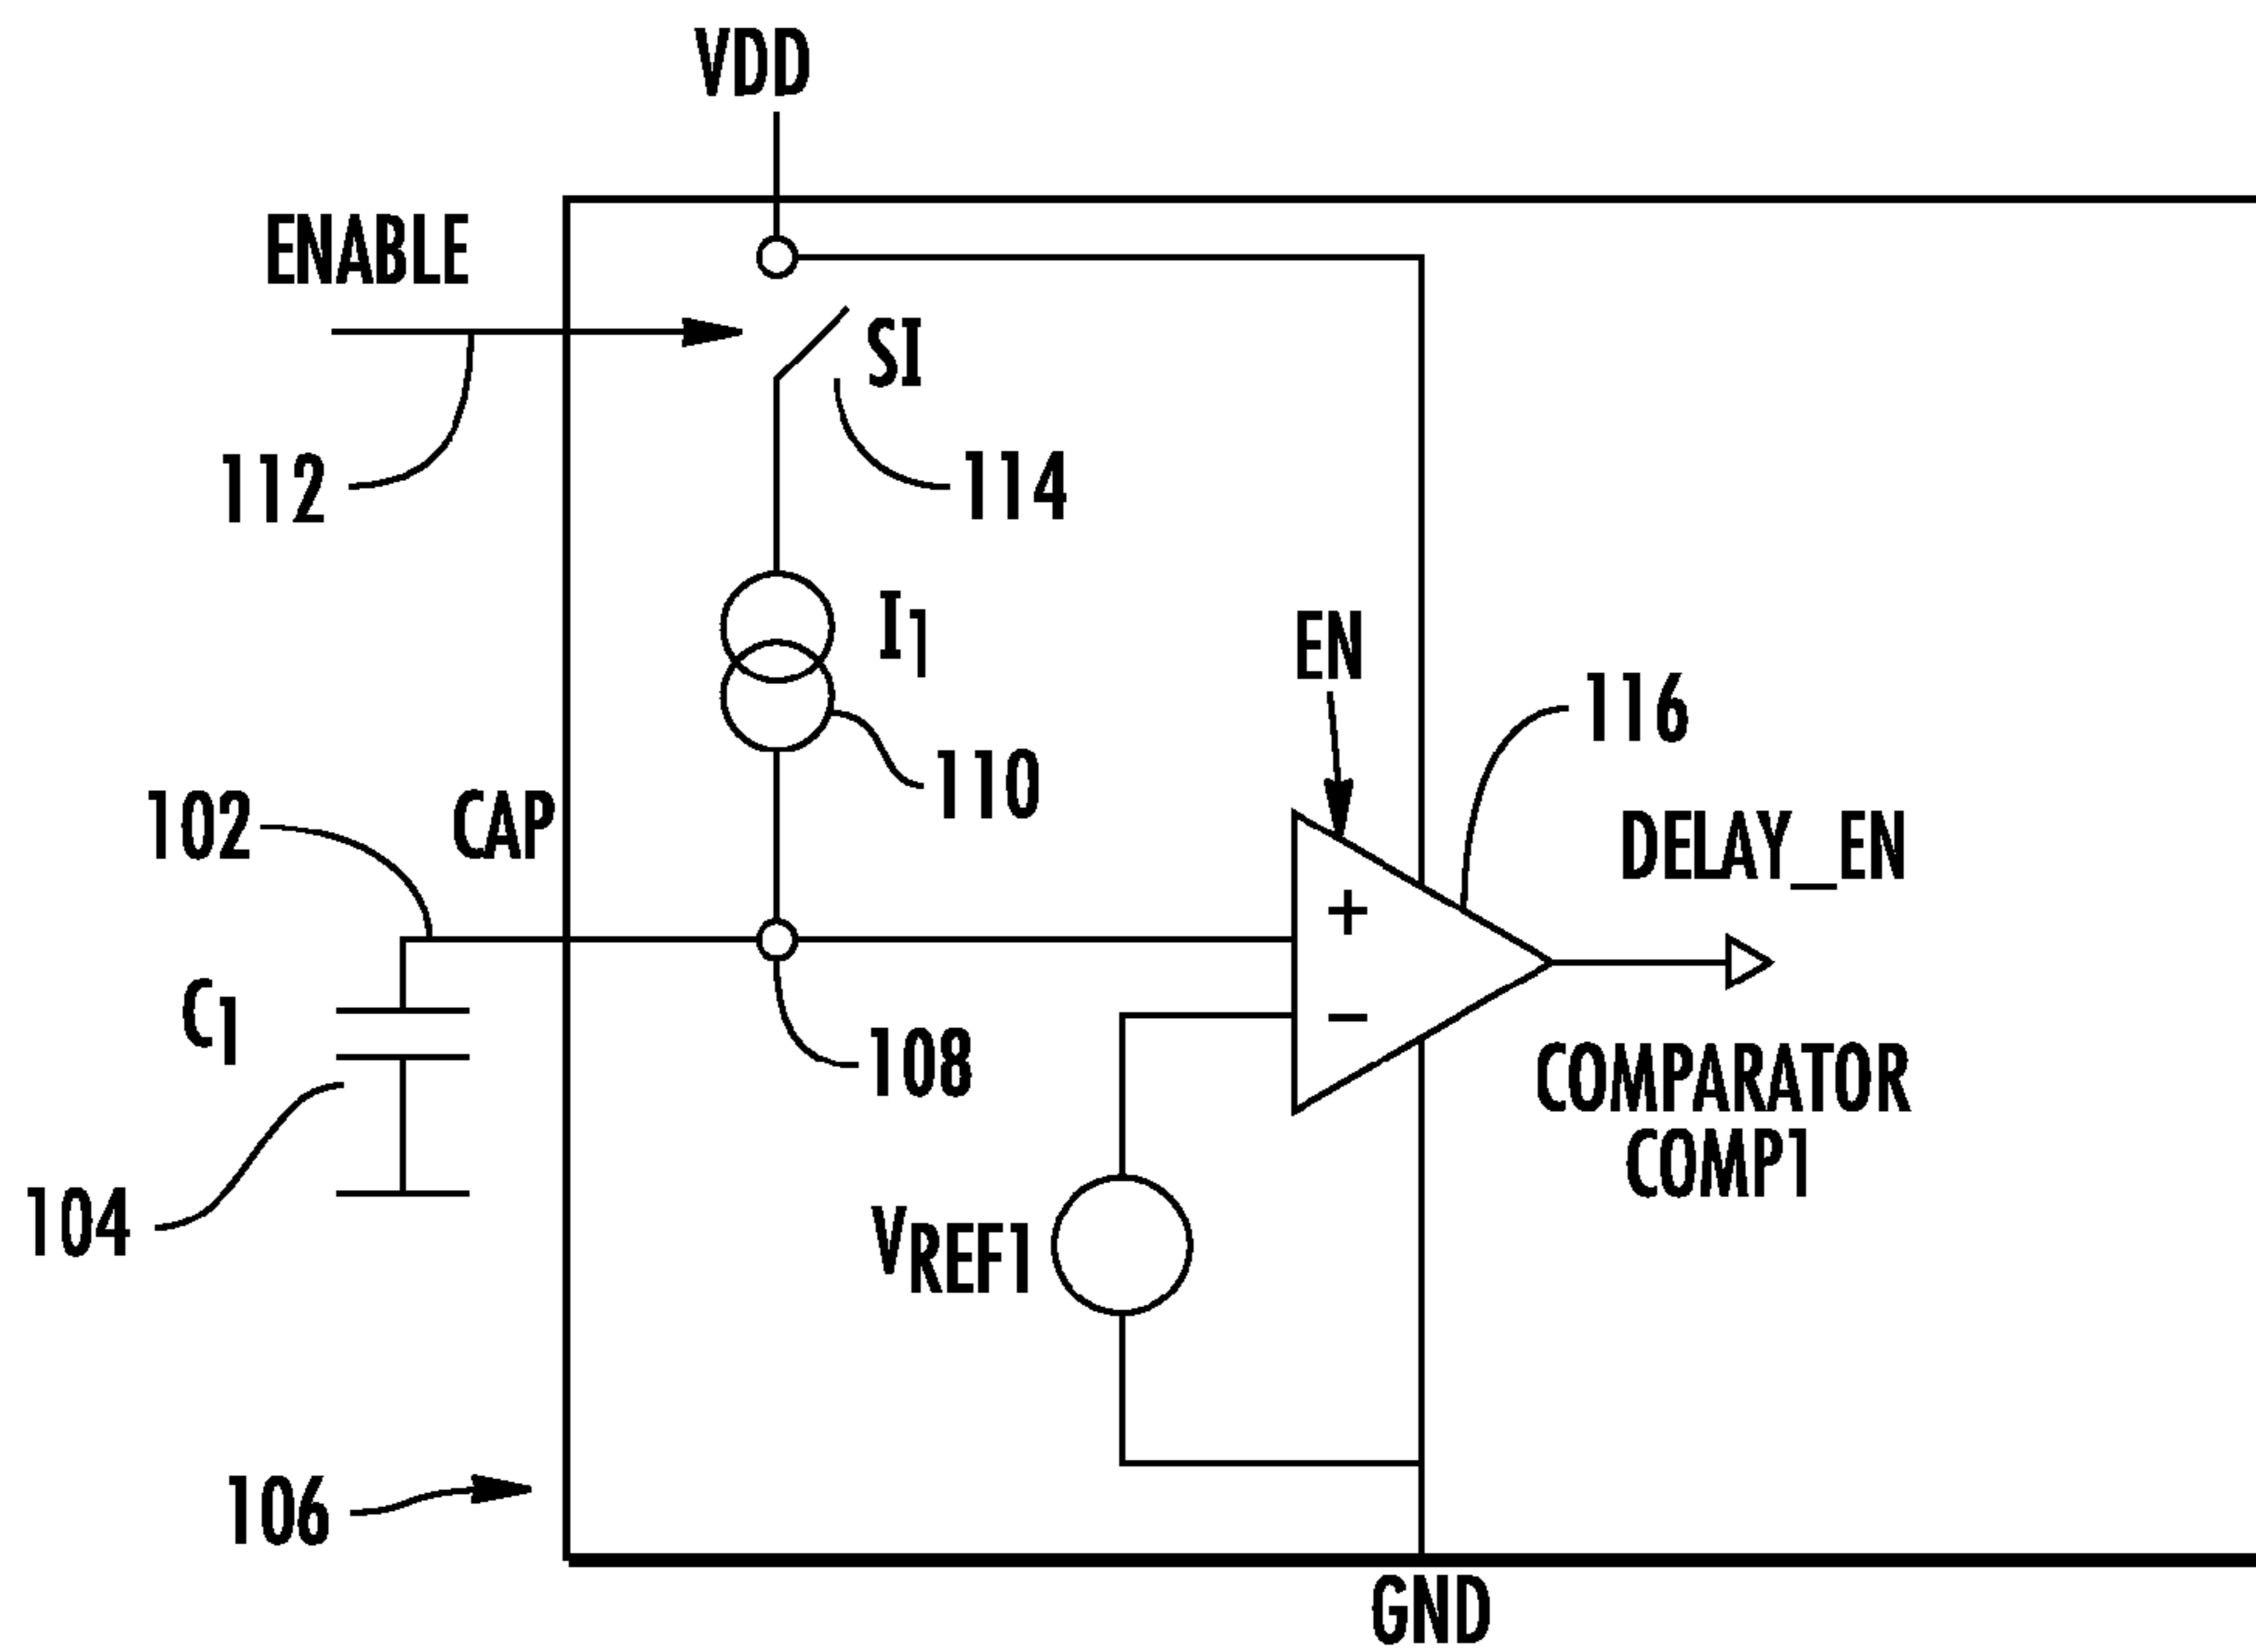 VDD
ENABLE
SI
112
114
I1
EN
116
110
102
CAP
DELAY_EN
+
C1
−
108
COMPARATOR
COMP1
104
VREF1
106
GND